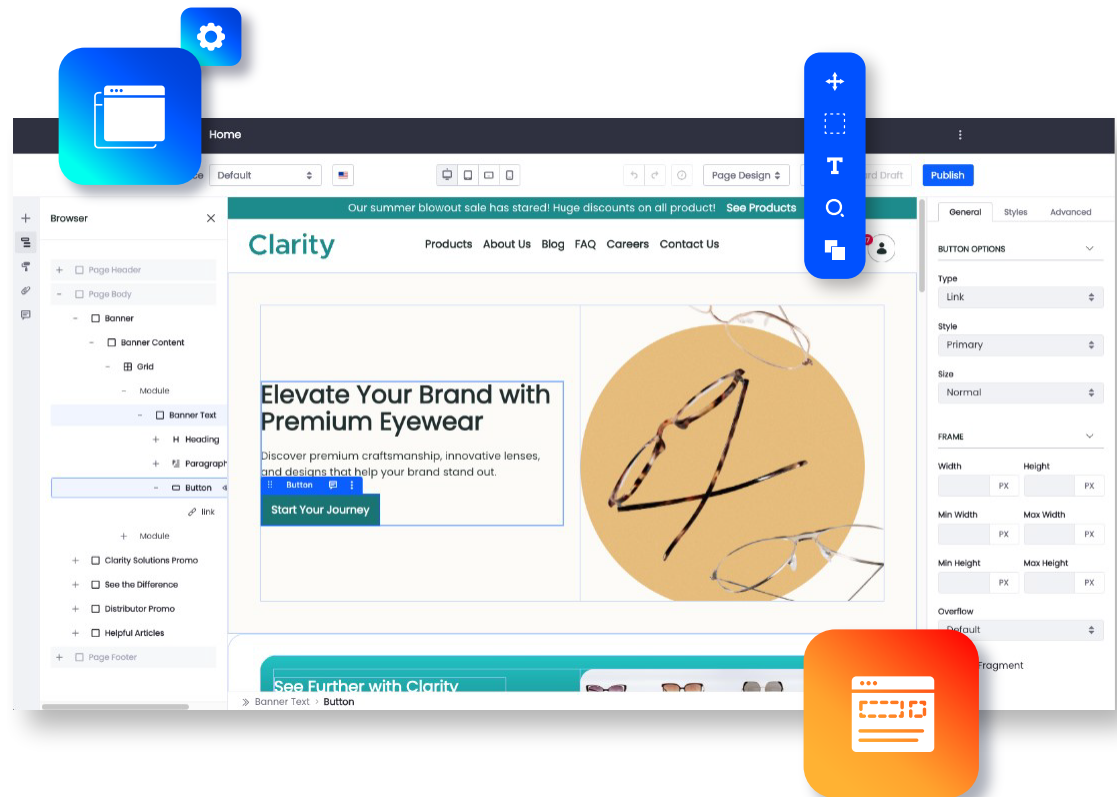 Home
Default
Page Design
Publish
Browser
Page Header
Page Body
Banner
Banner Content
Grid
Module
Banner Text
H Heading
Paragraph
Button
link
Module
Clarity Solutions Promo
See the Difference
Distributor Promo
Helpful Articles
Page Footer
Our summer blowout sale has stared! Huge discounts on all product! See Products
Clarity
Products About Us Blog FAQ Careers Contact Us
Elevate Your Brand with
Premium Eyewear
Discover premium craftsmanship, innovative lenses,
and designs that help your brand stand out.
Button
Start Your Journey
See Further with Clarity
Banner Text > Button
T
General Styles Advanced
BUTTON OPTIONS
Type
Link
Style
Primary
Size
Normal
FRAME
Width Height
PX PX
Min Width Max Width
PX PX
Min Height Max Height
PX PX
Overflow
Default
Fragment